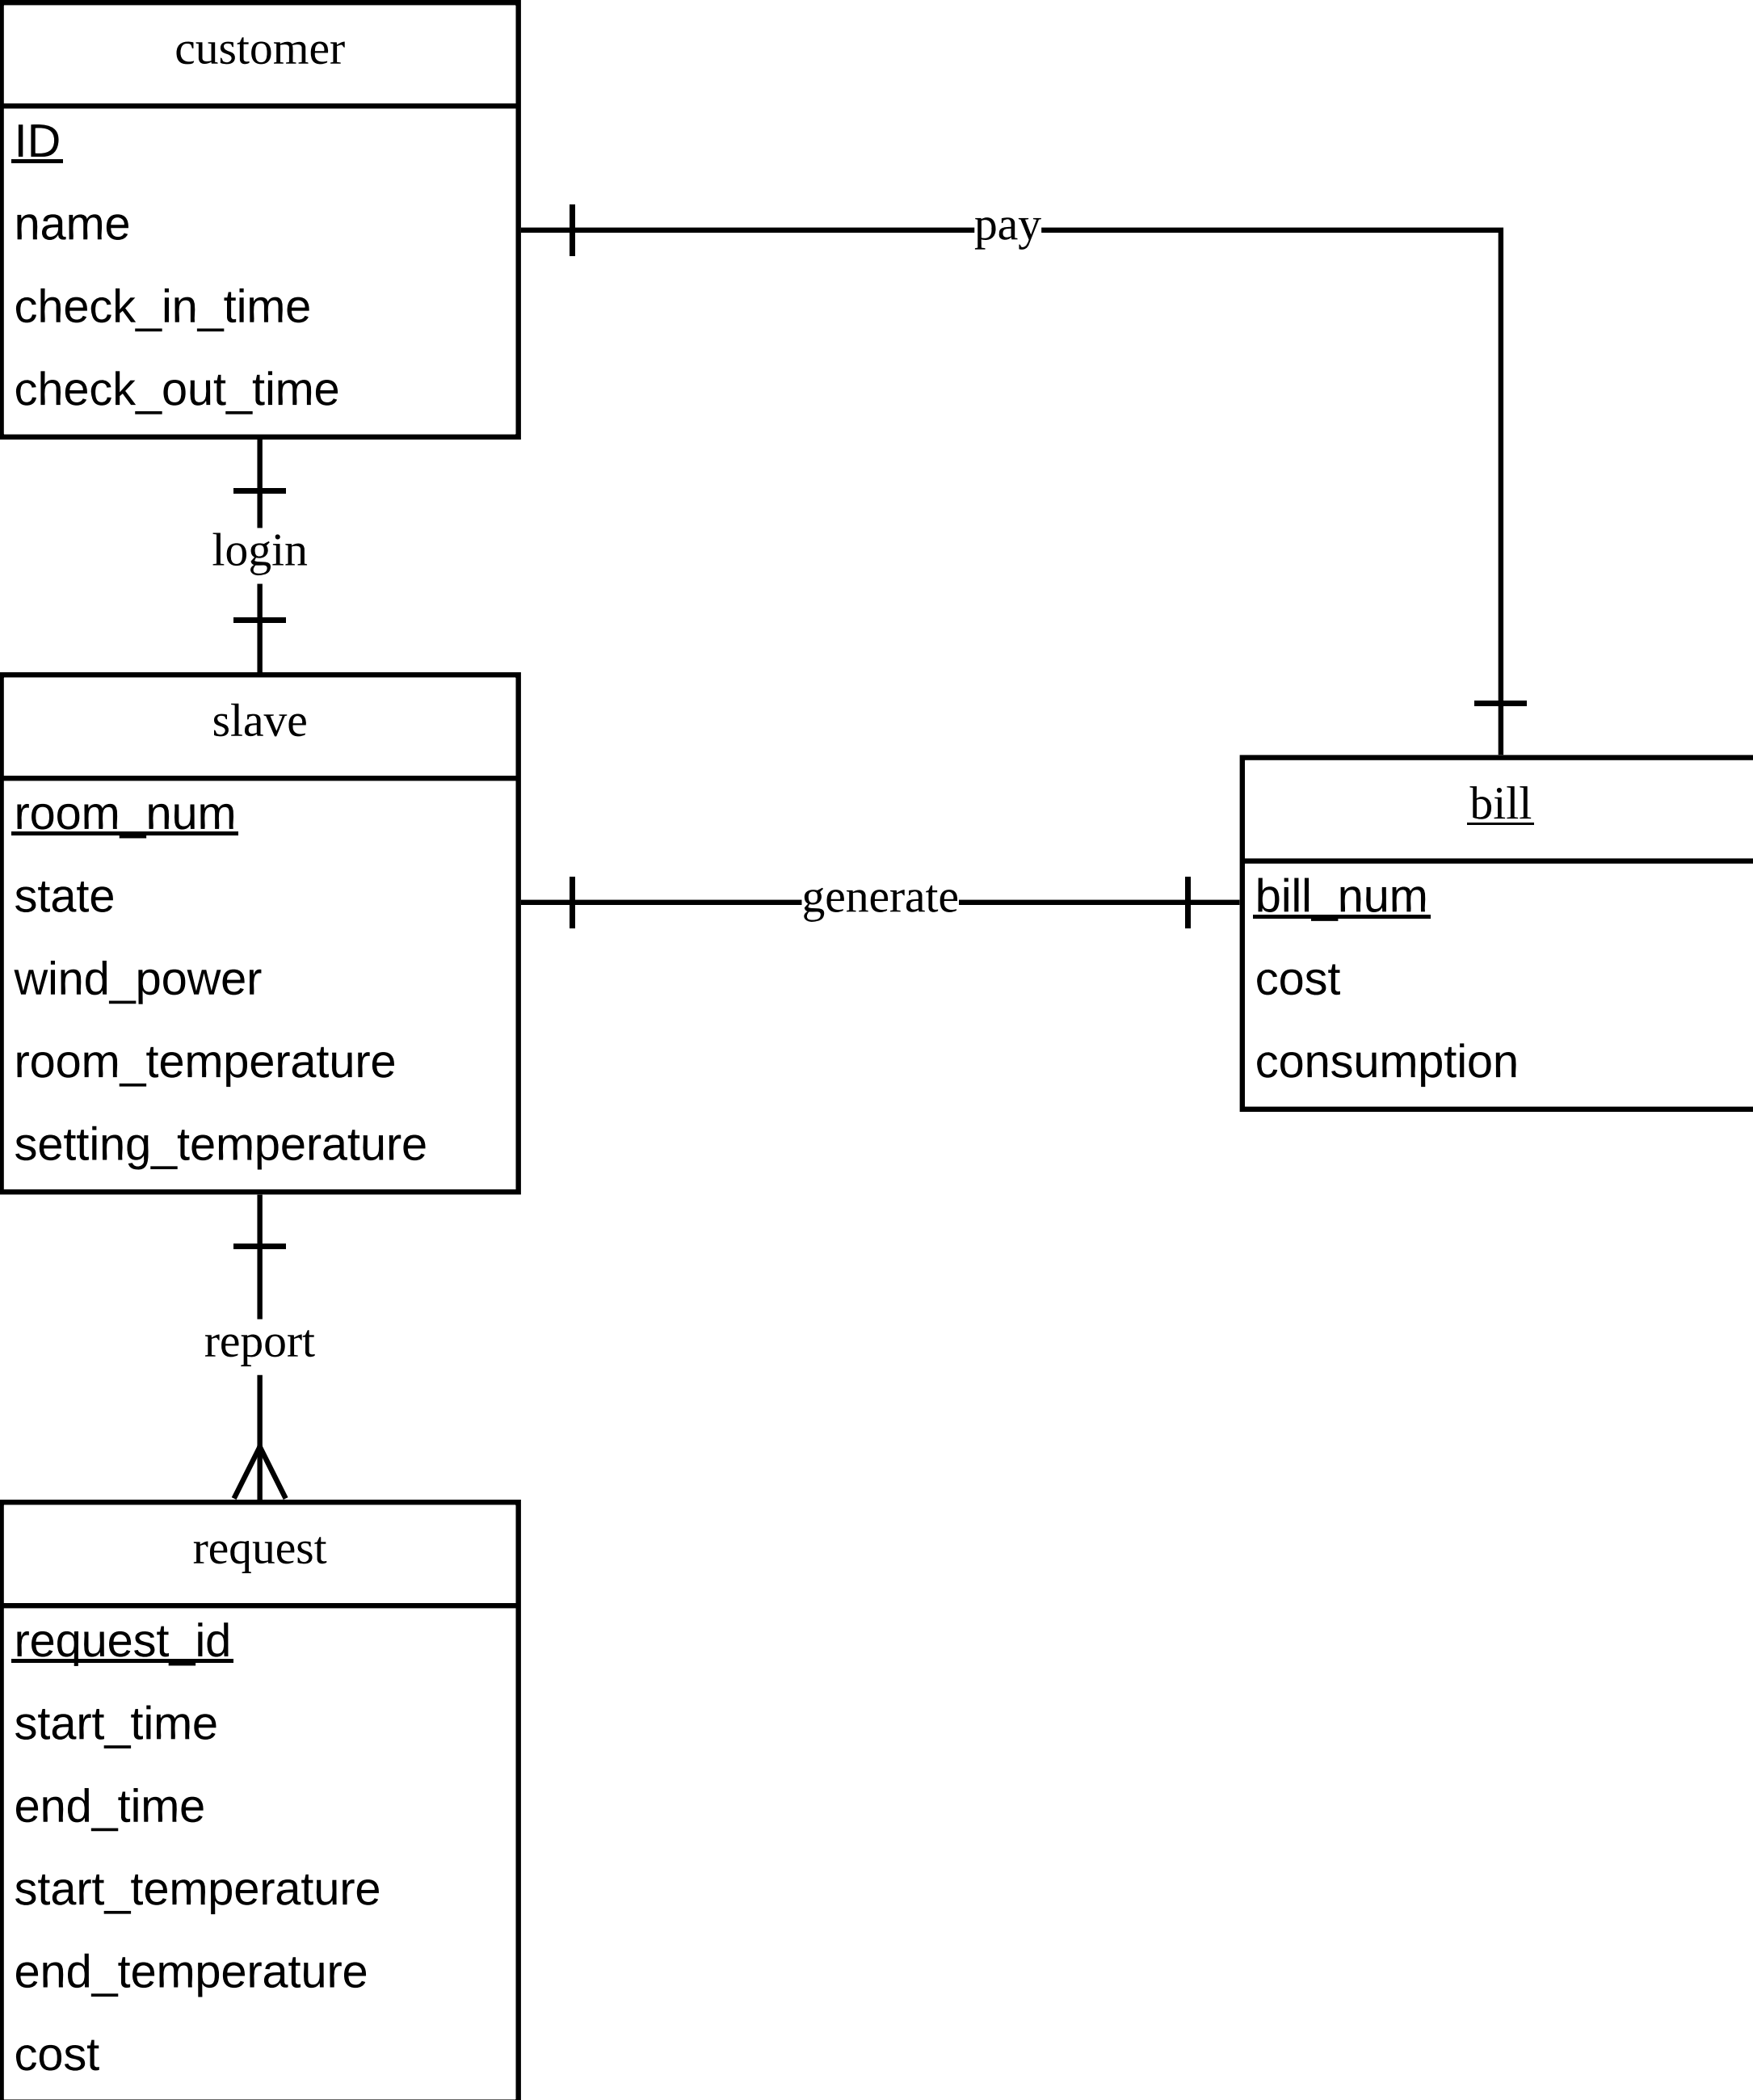 customer
ID
name
check_in_time
check_out_time
pay
login
slave
room_num
state
wind_power
room_temperature
setting_temperature
generate
bill
bill_num
cost
consumption
report
request
request_id
start_time
end_time
start_temperature
end_temperature
cost